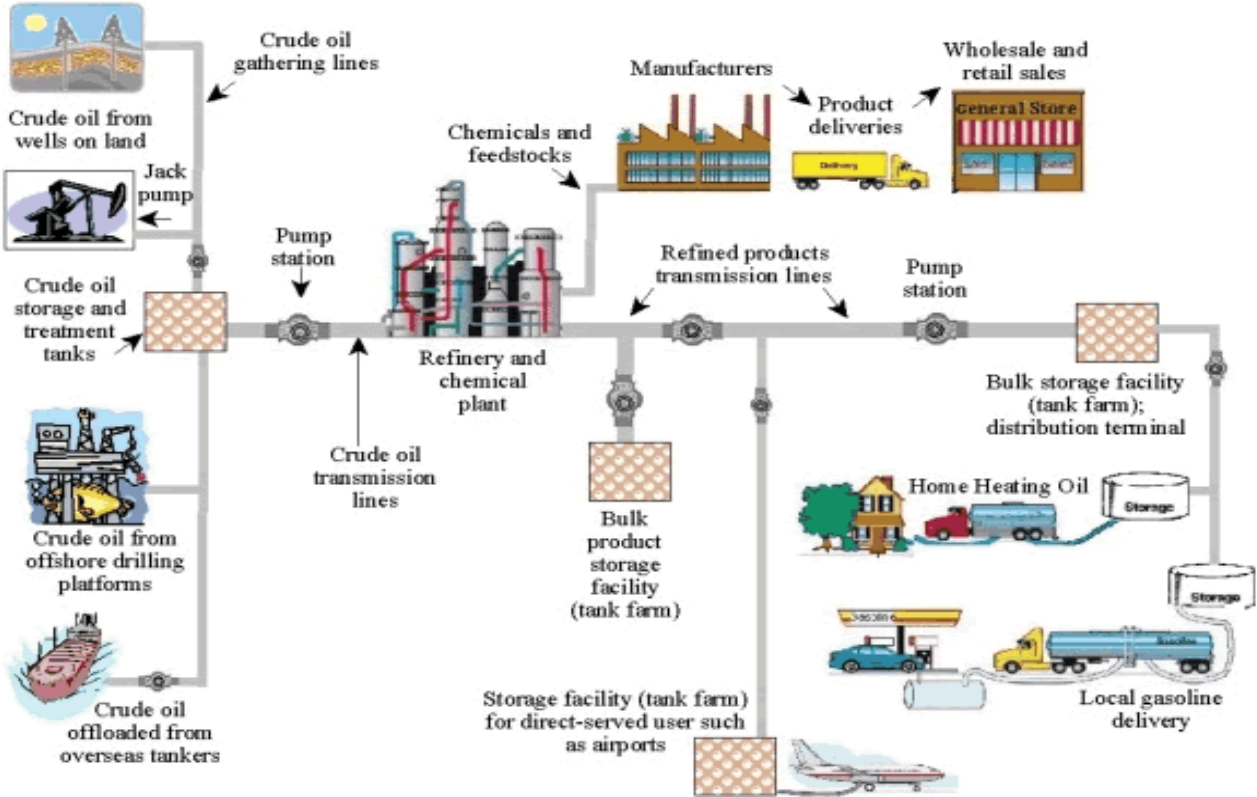 Crude oil
gathering lines
Crude oil from
wells on land
Jack
pump
Crude oil
storage and
treatment
tanks
Pump
station
Crude oil from
offshore drilling
platforms
Crude oil
offloaded from
overseas tankers
Crude oil
transmission
lines
Refinery and
chemical
plant
Chemicals and
feedstocks
Manufacturers
Product
deliveries
Delivery
Wholesale and
retail sales
General Store
Refined products
transmission lines
Pump
station
Bulk
product
storage
facility
(tank farm)
Bulk storage facility
(tank farm);
distribution terminal
Home Heating Oil
Storage
Storage
Gasoline
Gasoline
Local gasoline
delivery
Storage facility (tank farm)
for direct-served user such
as airports